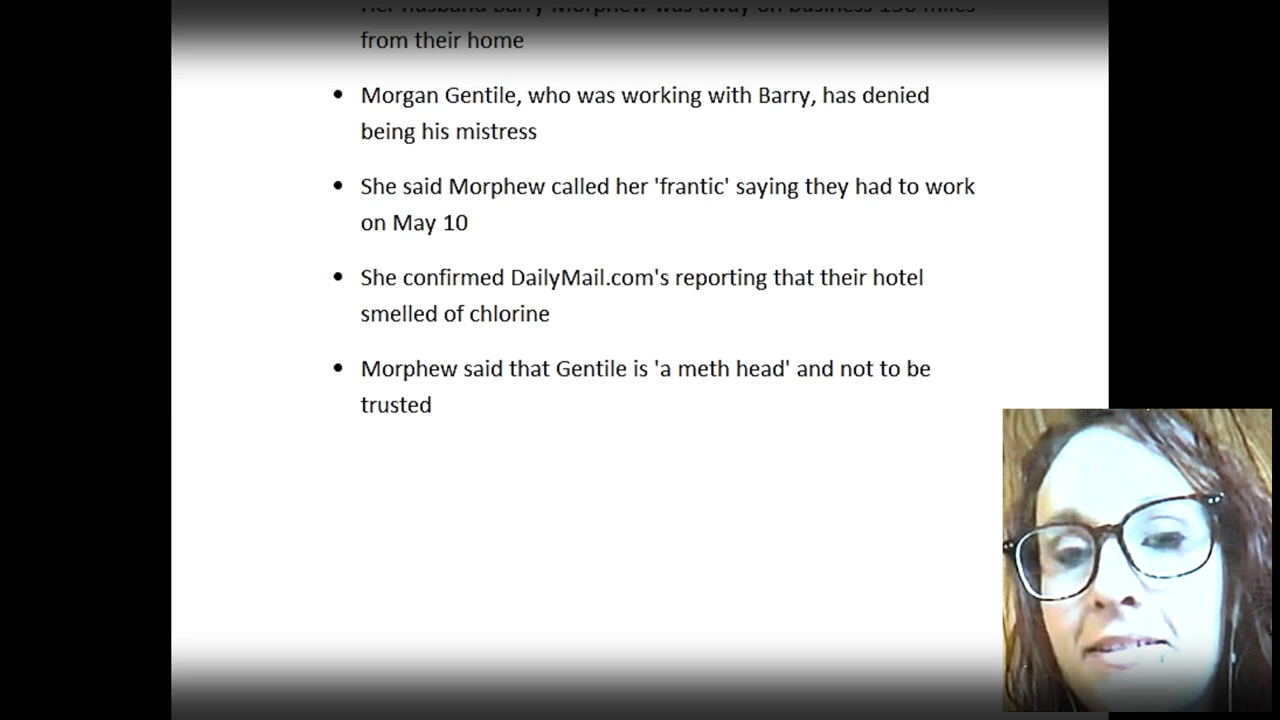 Her husband Barry Morphew was away on business 150 miles
from their home
• Morgan Gentile, who was working with Barry, has denied
being his mistress
• She said Morphew called her 'frantic' saying they had to work
on May 10
• She confirmed DailyMail.com's reporting that their hotel
smelled of chlorine
• Morphew said that Gentile is 'a meth head' and not to be
trusted